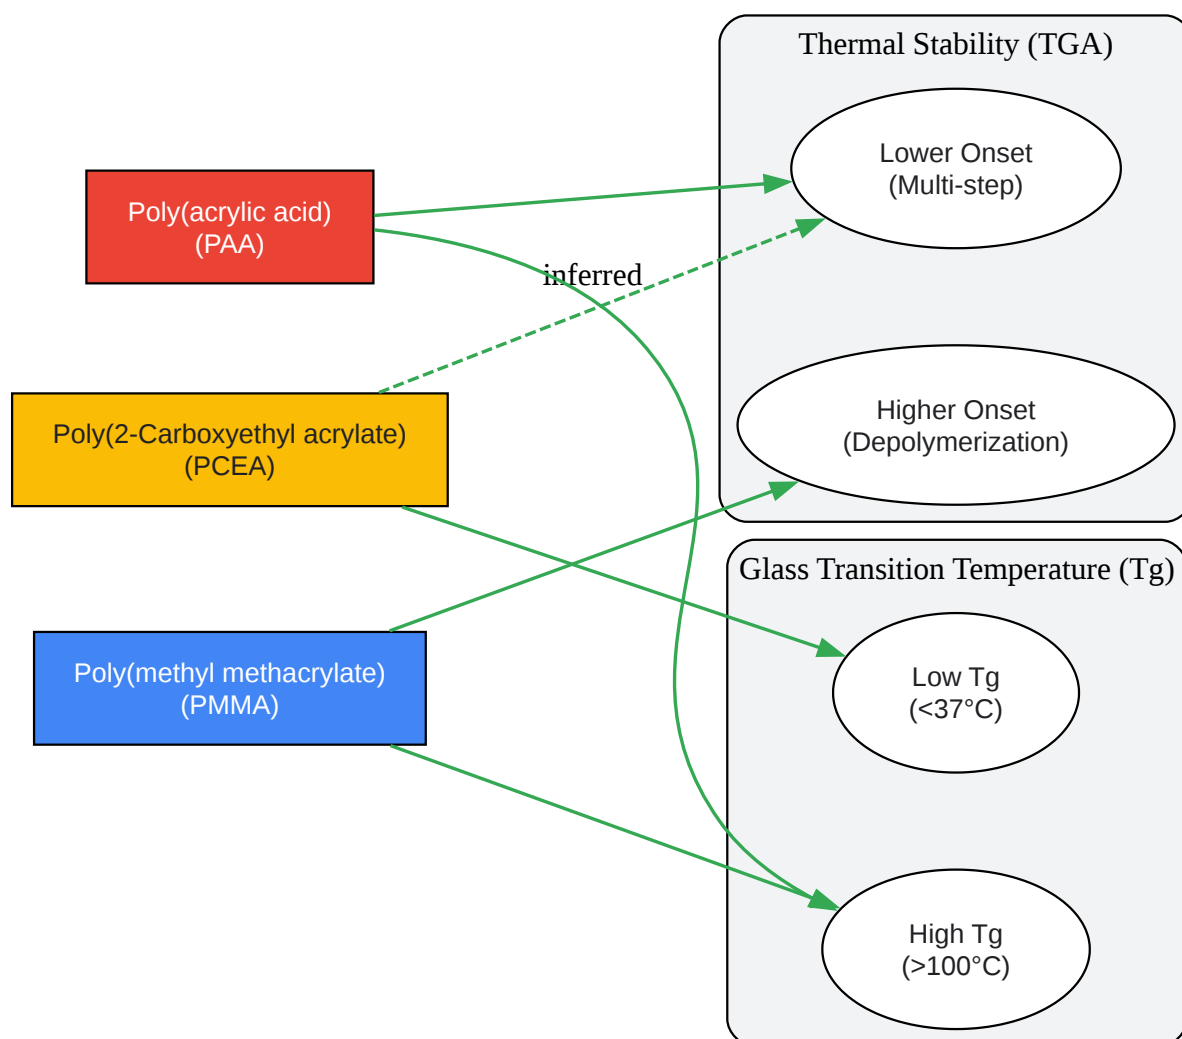 Thermal Stability (TGA)
Lower Onset
(Multi-step)
Poly(acrylic acid)
(PAA)
inferred
Higher Onset
(Depolymerization)
Poly(2-Carboxyethyl acrylate)
(PCEA)
Glass Transition Temperature (Tg)
Poly(methyl methacrylate)
(PMMA)
Low Tg
(<37°C)
High Tg
(>100°C)